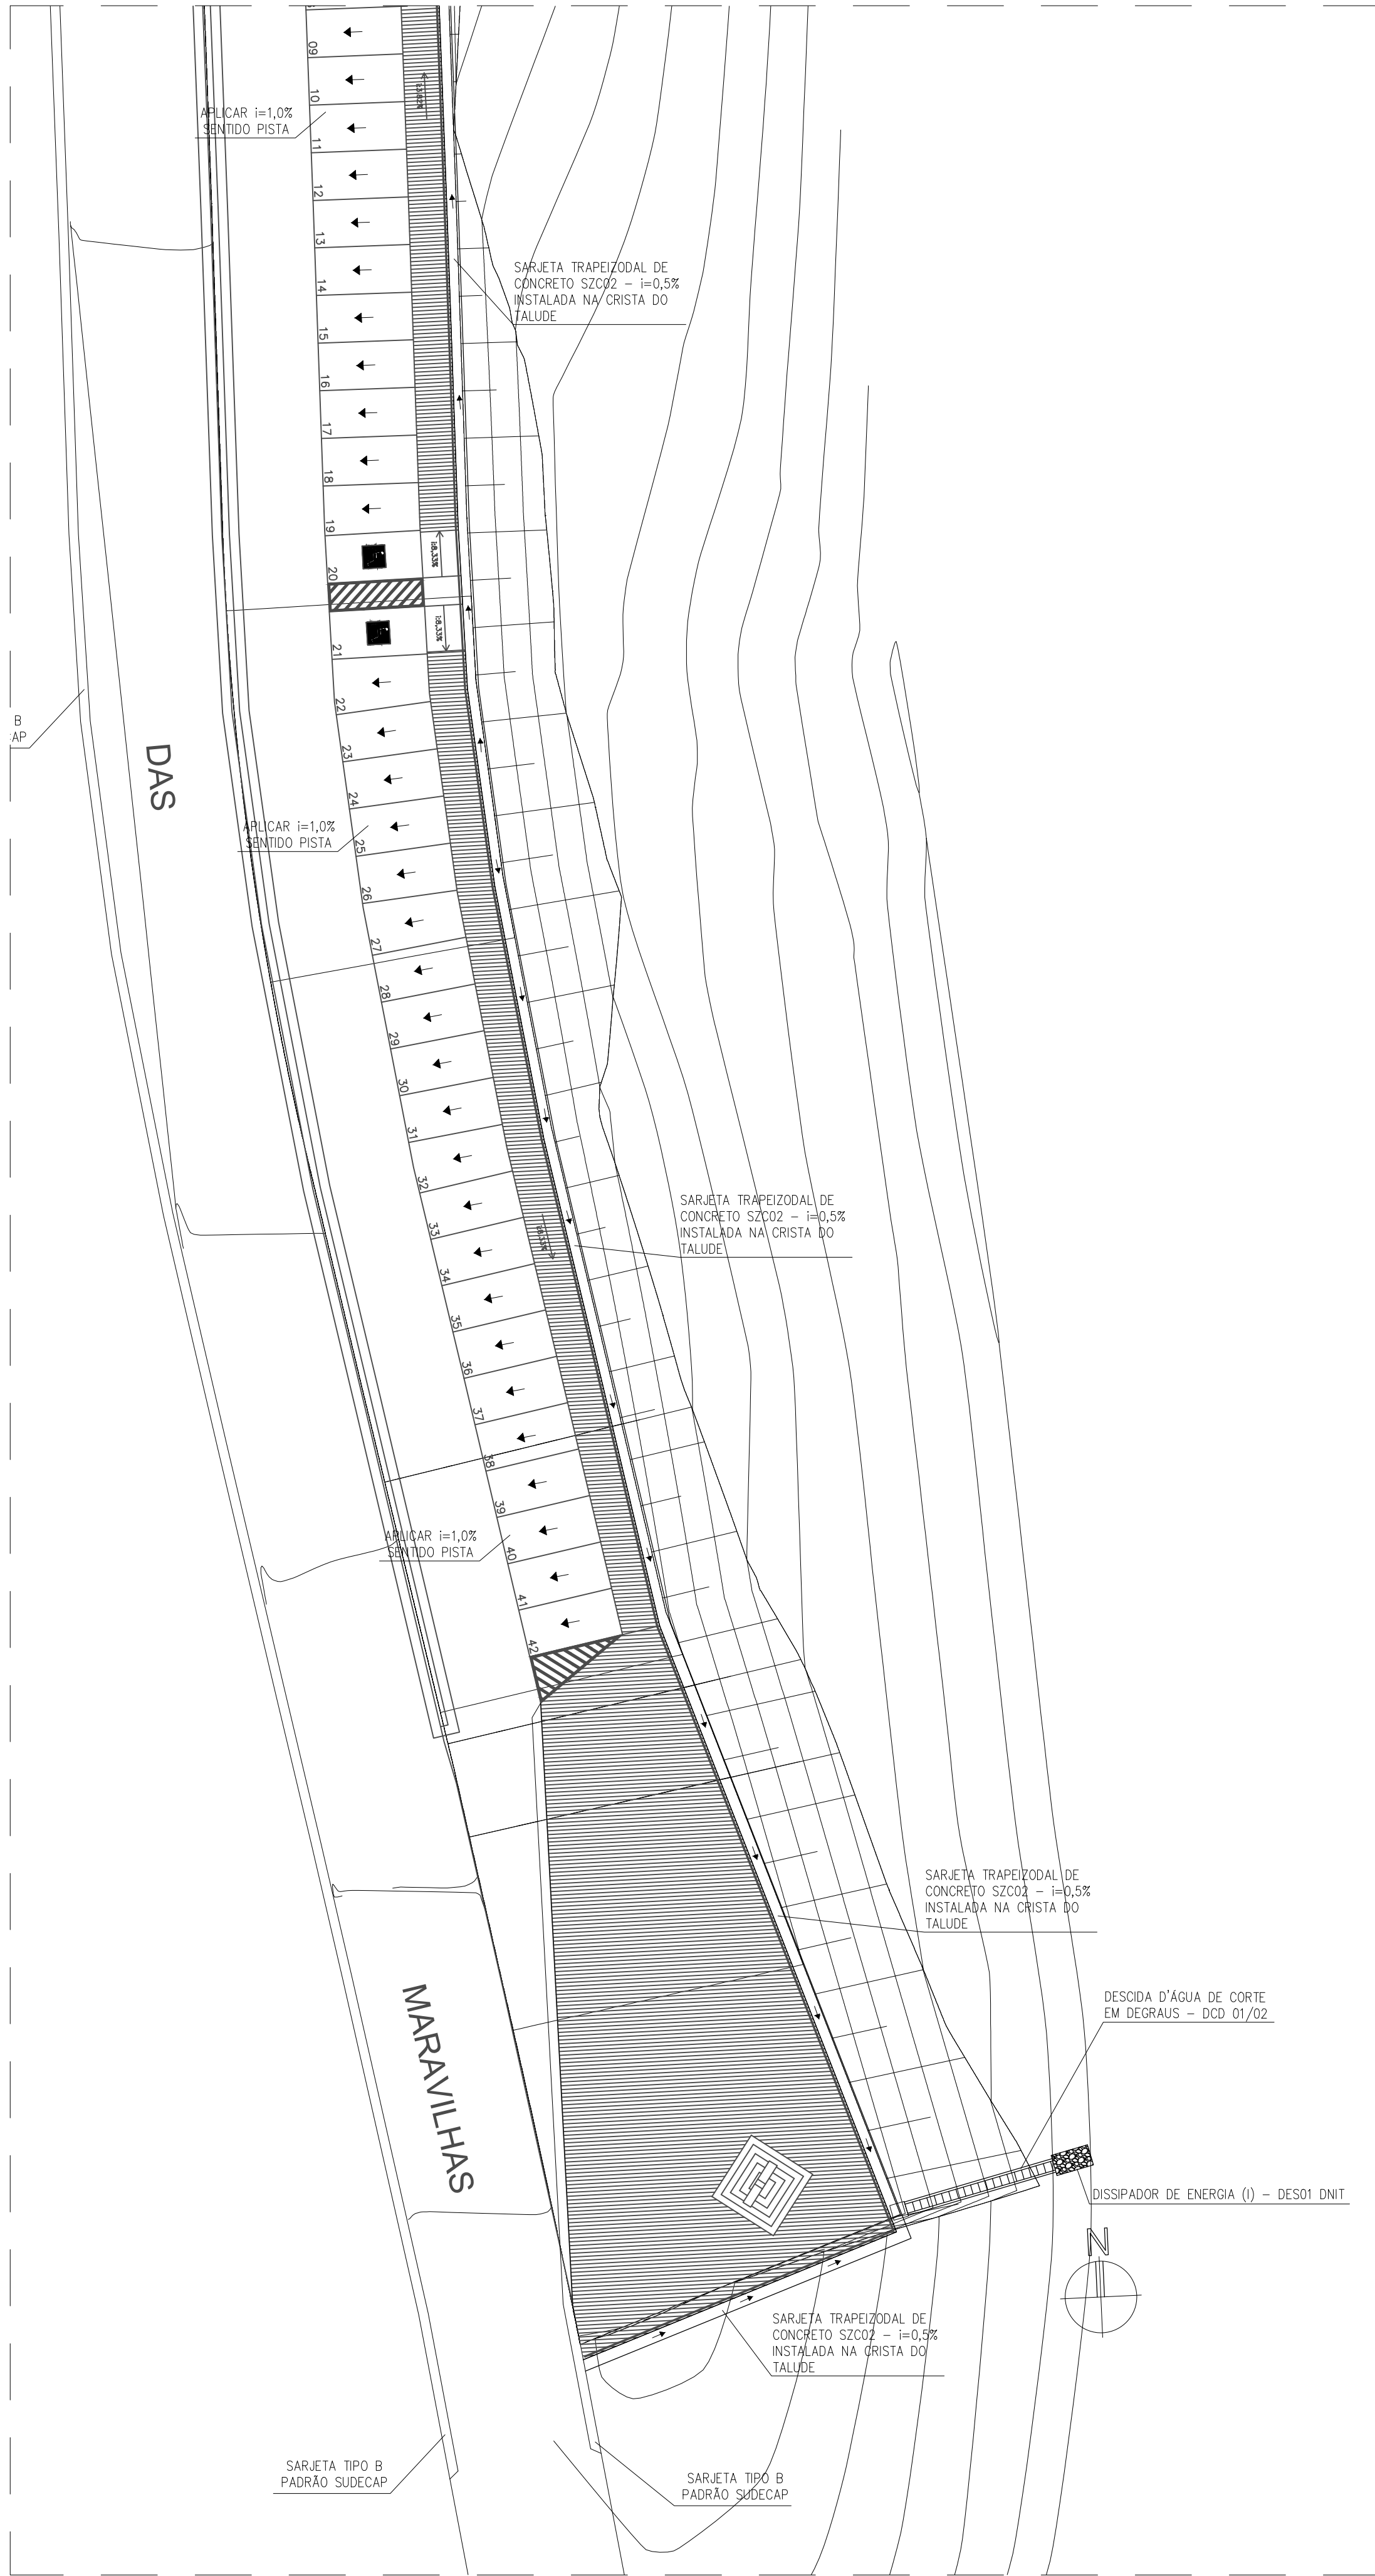 09
10
APLICAR i=1,0%
SENTIDO PISTA
11
12
13
SARJETA TRAPEIZODAL DE
CONCRETO SZC02 - i=0,5%
INSTALADA NA CRISTA DO
TALUDE
14
15
16
17
18
19
i:8,33%
20
i:8,33%
21
22
B
AP
23
DAS
24
APLICAR i=1,0%
SENTIDO PISTA
25
26
27
28
29
30
31
32
SARJETA TRAPEIZODAL DE
CONCRETO SZC02 - i=0,5%
INSTALADA NA CRISTA DO
TALUDE
33
34
35
36
37
38
39
APLICAR i=1,0%
SENTIDO PISTA
40
41
42
SARJETA TRAPEIZODAL DE
CONCRETO SZC02 - i=0,5%
INSTALADA NA CRISTA DO
TALUDE
DESCIDA D'ÁGUA DE CORTE
EM DEGRAUS - DCD 01/02
MARAVILHAS
DISSIPADOR DE ENERGIA (I) - DES01 DNIT
N
SARJETA TRAPEIZODAL DE
CONCRETO SZC02 - i=0,5%
INSTALADA NA CRISTA DO
TALUDE
SARJETA TIPO B
PADRÃO SUDECAP
SARJETA TIPO B
PADRÃO SUDECAP